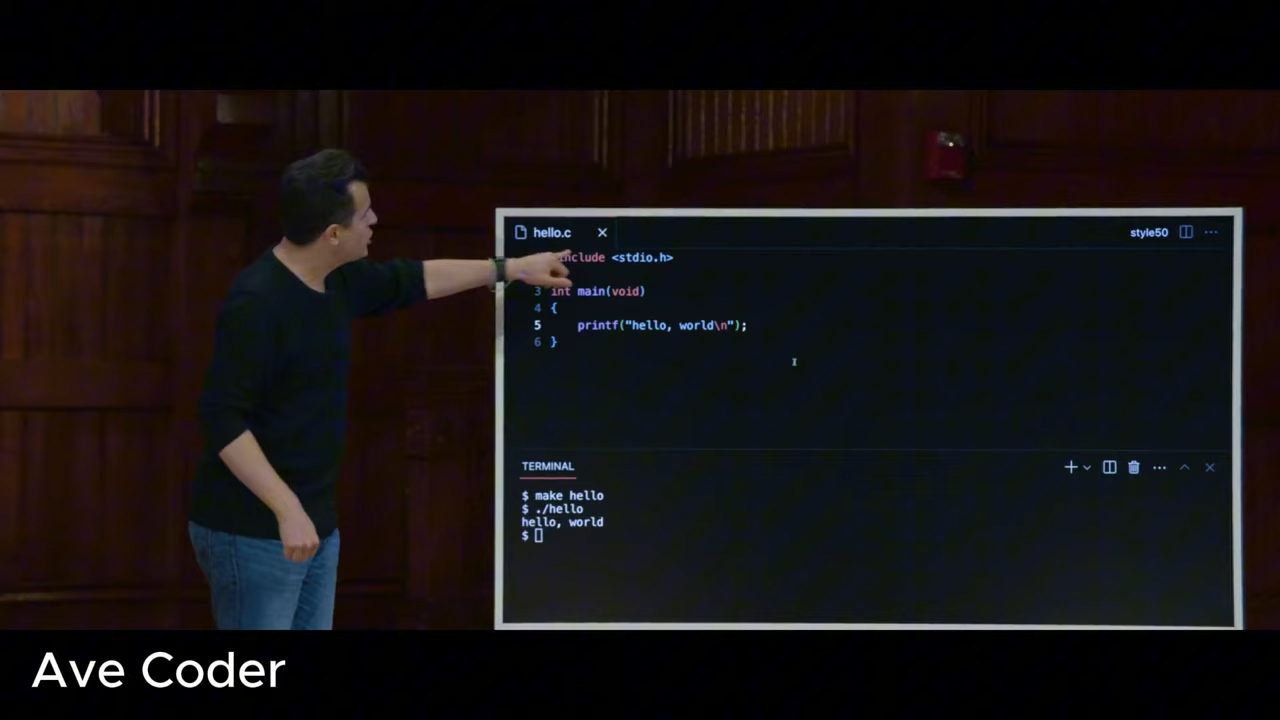 hello.c
style50
include <stdio.h>
3 int main(void)
4 {
5 printf("hello, world\n");
6 }
TERMINAL
$ make hello
$ ./hello
hello, world
$
Ave Coder